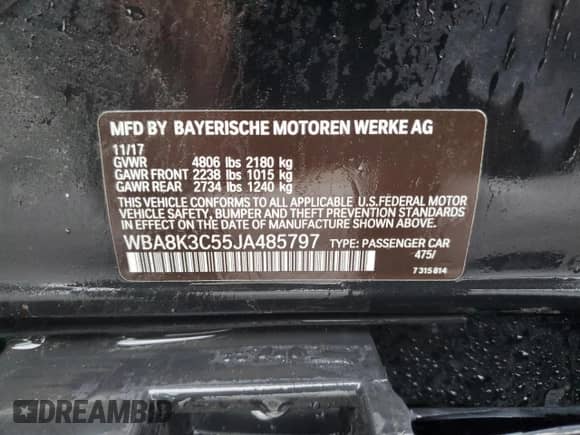 MFD BY BAYERISCHE MOTOREN WERKE AG
11/17
GVWR 4806 lbs 2180 kg
GAWR FRONT 2238 lbs 1015 kg
GAWR REAR 2734 lbs 1240 kg
THIS VEHICLE CONFORMS TO ALL APPLICABLE U.S.FEDERAL MOTOR
VEHICLE SAFETY, BUMPER AND THEFT PREVENTION STANDARDS IN
EFFECT ON THE DATE OF MANUFACTURE SHOWN ABOVE.
WBA8K3C55JA485797 TYPE: PASSENGER CAR
475/
7 315 814
DREAMBID